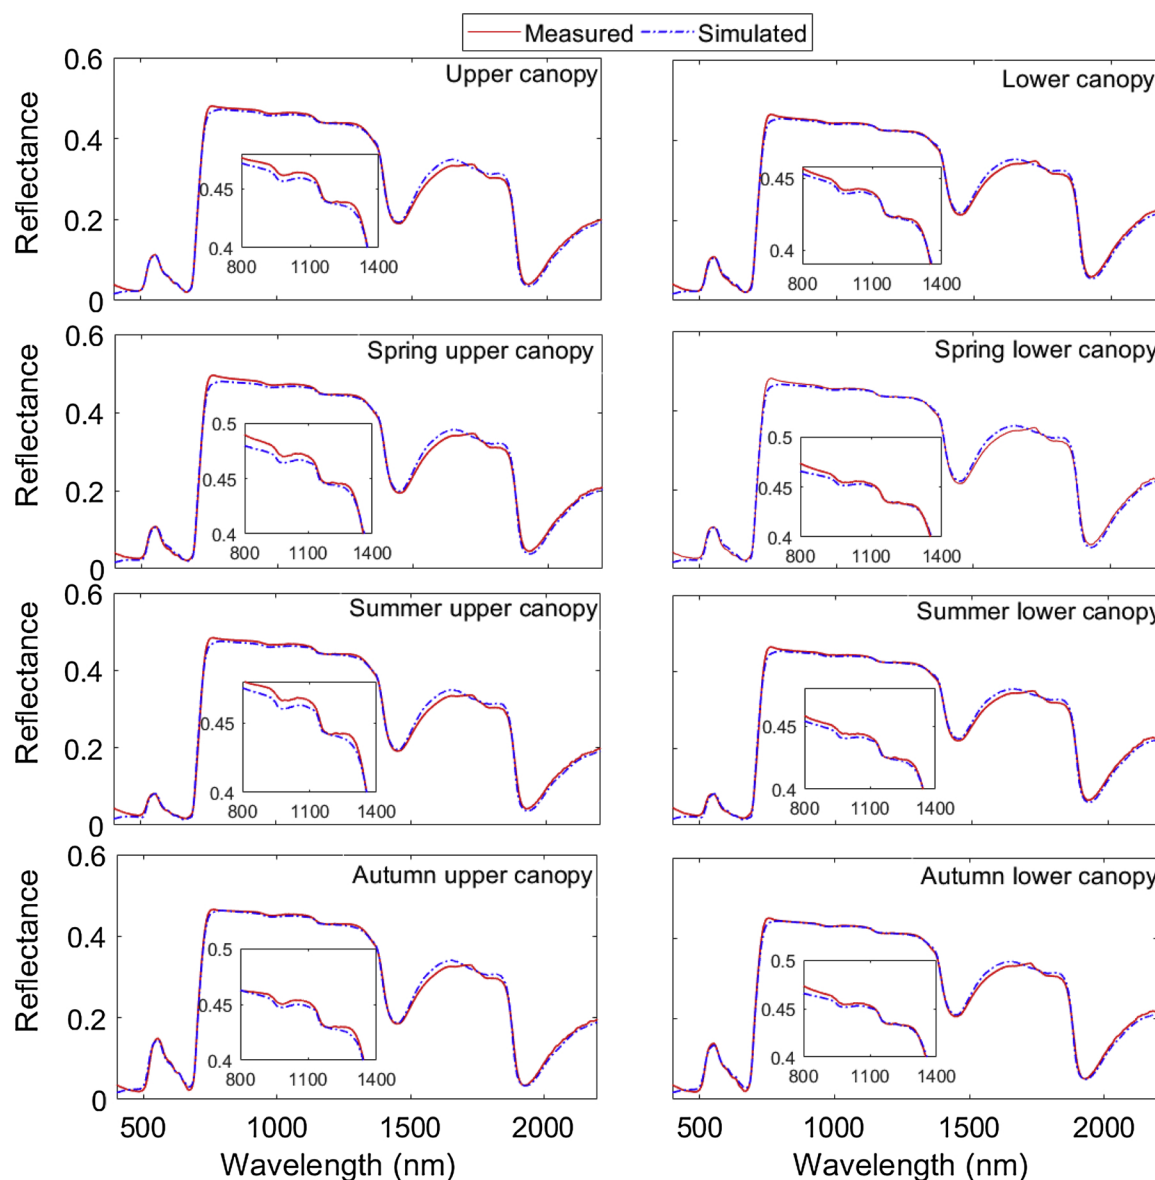 Measured Simulated
Upper canopy
0.6
0.4
0.2
0
Reflectance
0.45
0.4
800 1100 1400
Lower canopy
0.45
0.4
800 1100 1400
Spring upper canopy
0.6
0.4
0.2
0
Reflectance
0.5
0.45
0.4
800 1100 1400
Spring lower canopy
0.5
0.45
0.4
800 1100 1400
Summer upper canopy
0.6
0.4
0.2
0
Reflectance
0.45
0.4
800 1100 1400
Summer lower canopy
0.5
0.45
0.4
800 1100 1400
Autumn upper canopy
0.6
0.4
0.2
0
Reflectance
0.5
0.45
0.4
800 1100 1400
500 1000 1500 2000
Wavelength (nm)
Autumn lower canopy
0.5
0.45
0.4
800 1100 1400
500 1000 1500 2000
Wavelength (nm)